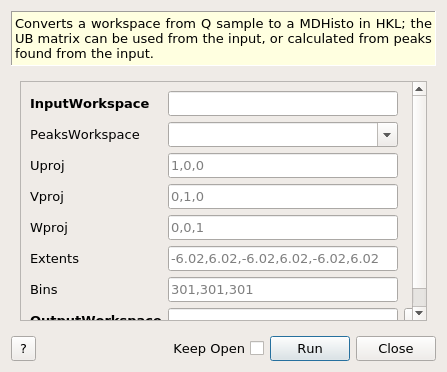 Converts a workspace from Q sample to a MDHisto in HKL; the
UB matrix can be used from the input, or calculated from peaks
found from the input.
InputWorkspace
PeaksWorkspace
Uproj 1,0,0
Vproj 0,1,0
Wproj 0,0,1
Extents -6.02,6.02,-6.02,6.02,-6.02,6.02
Bins 301,301,301
OutputWorkspace
? Keep Open Run Close